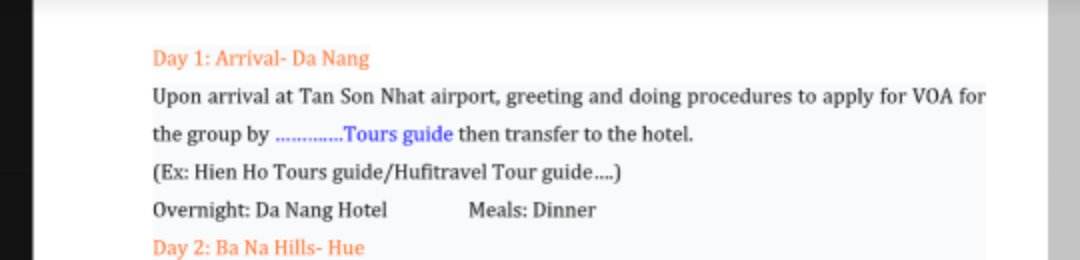 Day 1: Arrival- Da Nang
Upon arrival at Tan Son Nhat airport, greeting and doing procedures to apply for VOA for
the group by .............Tours guide then transfer to the hotel.
(Ex: Hien Ho Tours guide/Hufitravel Tour guide....)
Overnight: Da Nang Hotel Meals: Dinner
Day 2: Ba Na Hills- Hue